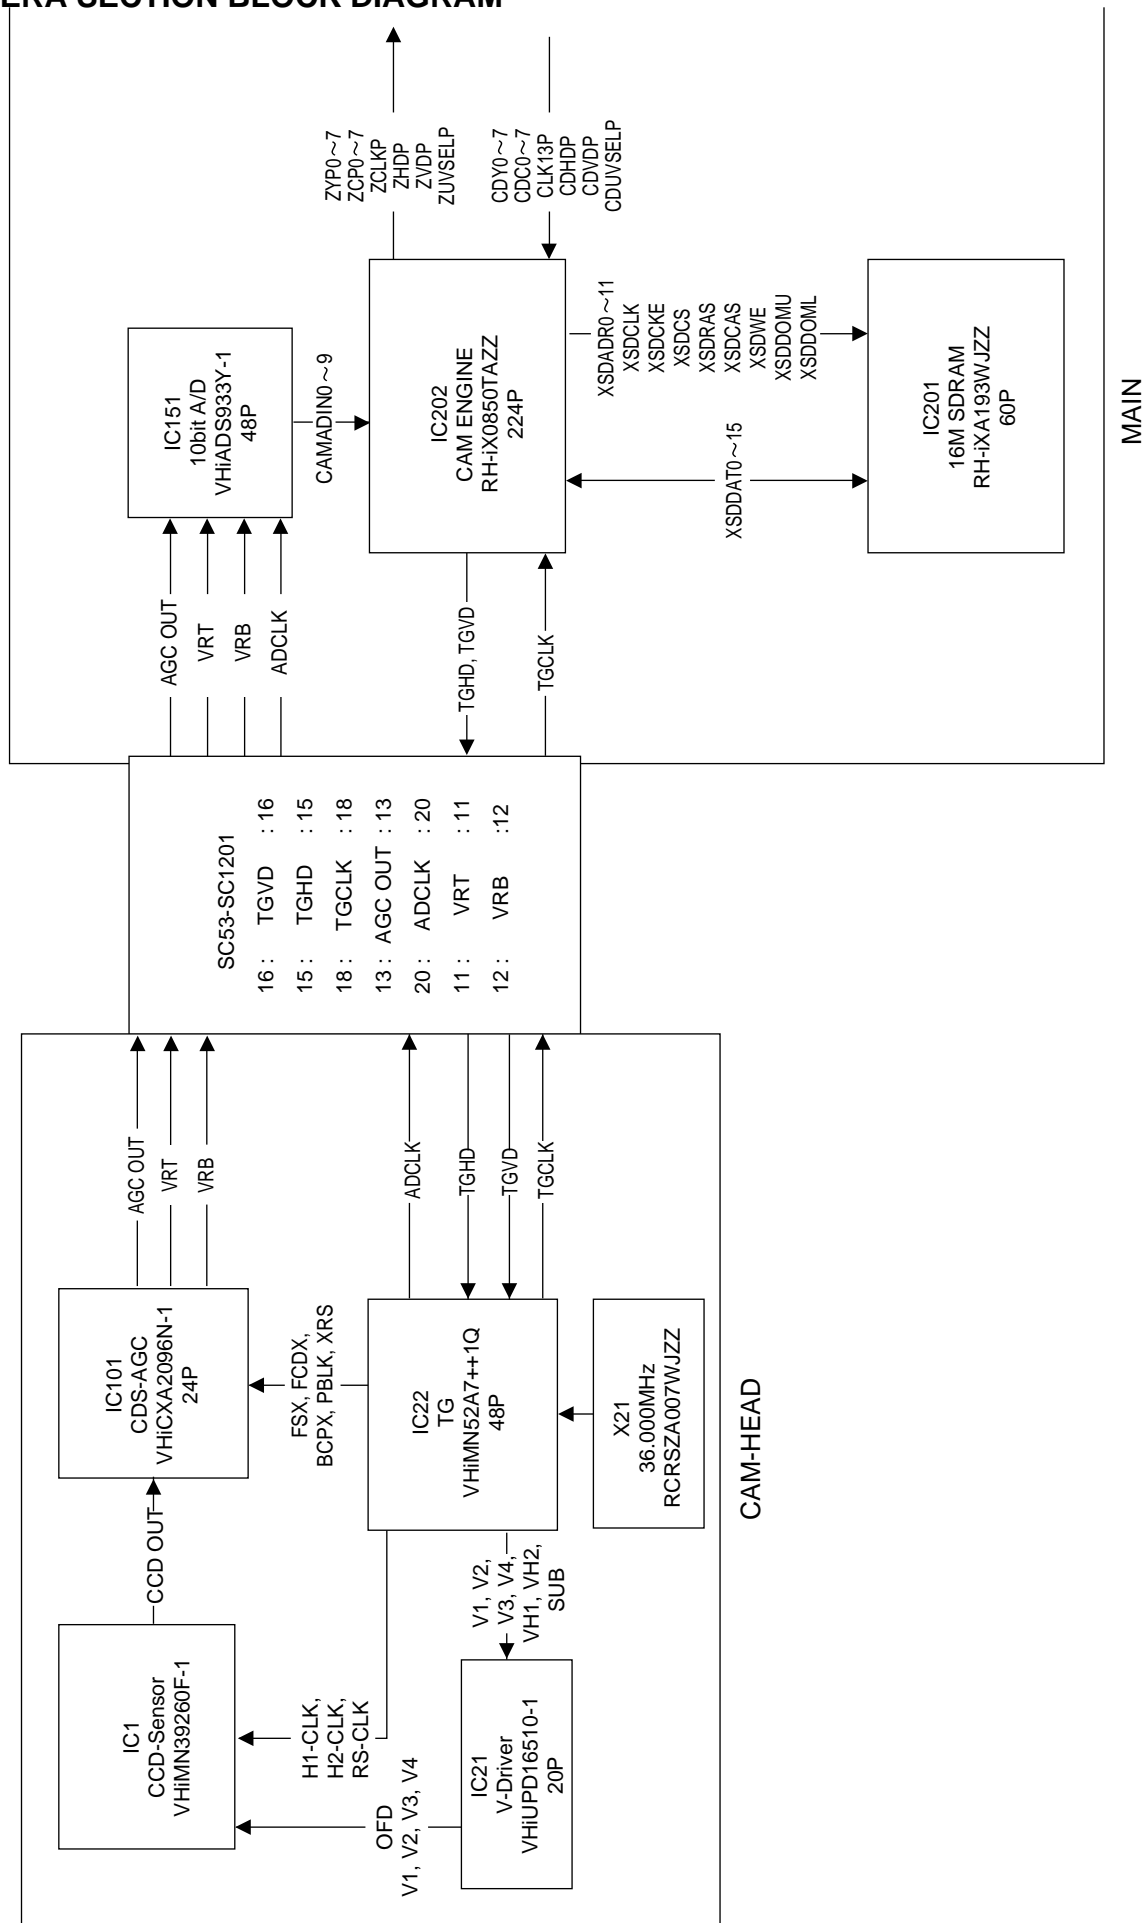 ERA SECTION BLOCK DIAGRAM
IC1
CCD-Sensor
VHiMN39260F-1
CCD OUT
IC101
CDS-AGC
VHiCXA2096N-1
24P
AGC OUT
VRT
VRB
H1-CLK,
H2-CLK,
RS-CLK
FSX, FCDX,
BCPX, PBLK, XRS
OFD
V1, V2, V3, V4
IC21
V-Driver
VHiUPD16510-1
20P
V1, V2,
V3, V4,
VH1, VH2,
SUB
IC22
TG
VHiMN52A7++1Q
48P
X21
36.000MHz
RCRSZA007WJZZ
ADCLK
TGHD
TGVD
TGCLK
CAM-HEAD
SC53-SC1201
16 : TGVD : 16
15 : TGHD : 15
18 : TGCLK : 18
13 : AGC OUT : 13
20 : ADCLK : 20
11 : VRT : 11
12 : VRB :12
AGC OUT
VRT
VRB
ADCLK
TGHD, TGVD
TGCLK
IC151
10bit A/D
VHiADS933Y-1
48P
CAMADIN0～9
IC202
CAM ENGINE
RH-iX0850TAZZ
224P
ZYP0～7
ZCP0～7
ZCLKP
ZHDP
ZVDP
ZUVSELP
CDY0～7
CDC0～7
CLK13P
CDHDP
CDVDP
CDUVSELP
XSDADR0～11
XSDCLK
XSDCKE
XSDCS
XSDRAS
XSDCAS
XSDWE
XSDDOMU
XSDDOML
XSDDAT0～15
IC201
16M SDRAM
RH-iXA193WJZZ
60P
MAIN